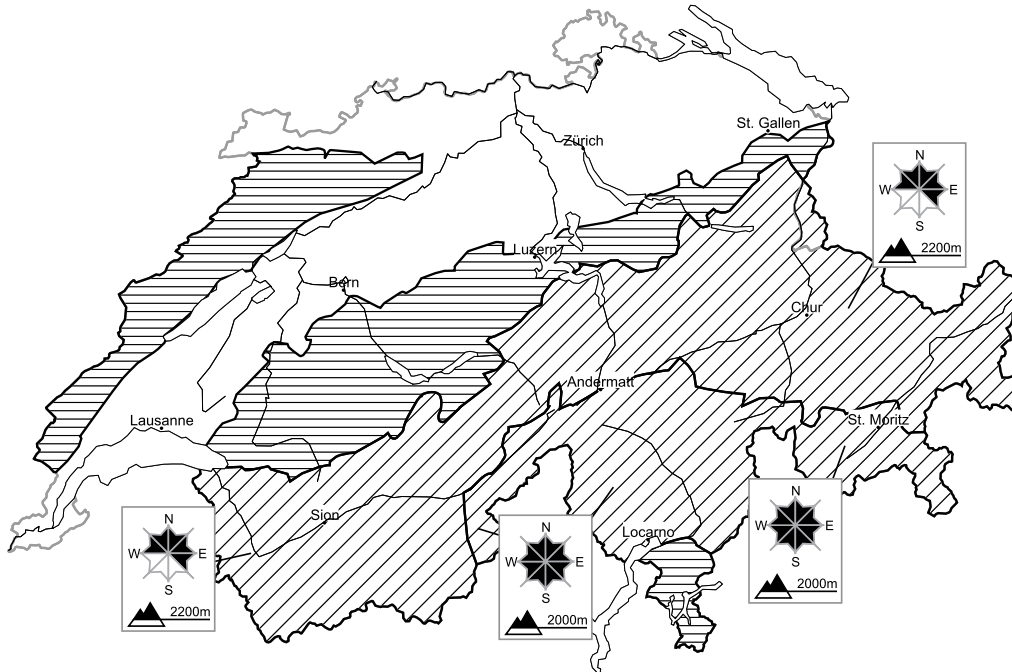 St. Gallen
Zürich
N
W E
S
2200m
Luzern
Bern
Chur
Andermatt
Lausanne
St. Moritz
N
W E
S
2000m
N
W E
S
2200m
Sion
N
W E
S
2000m
Locarno